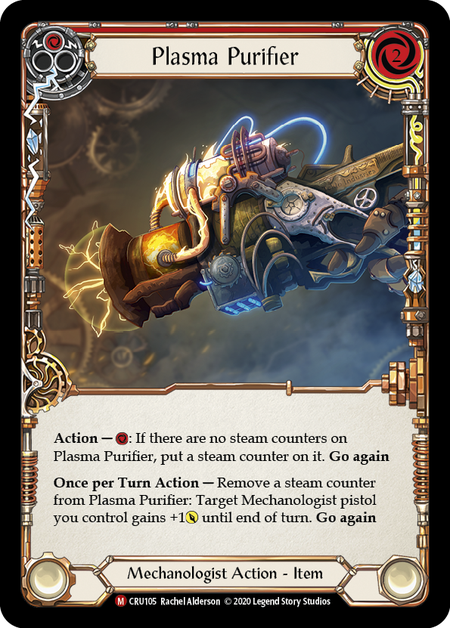 Plasma Purifier
2
Action — : If there are no steam counters on
Plasma Purifier, put a steam counter on it. Go again
Once per Turn Action — Remove a steam counter
from Plasma Purifier: Target Mechanologist pistol
you control gains +1 until end of turn. Go again
Mechanologist Action - Item
M CRU105 Rachel Alderson © 2020 Legend Story Studios